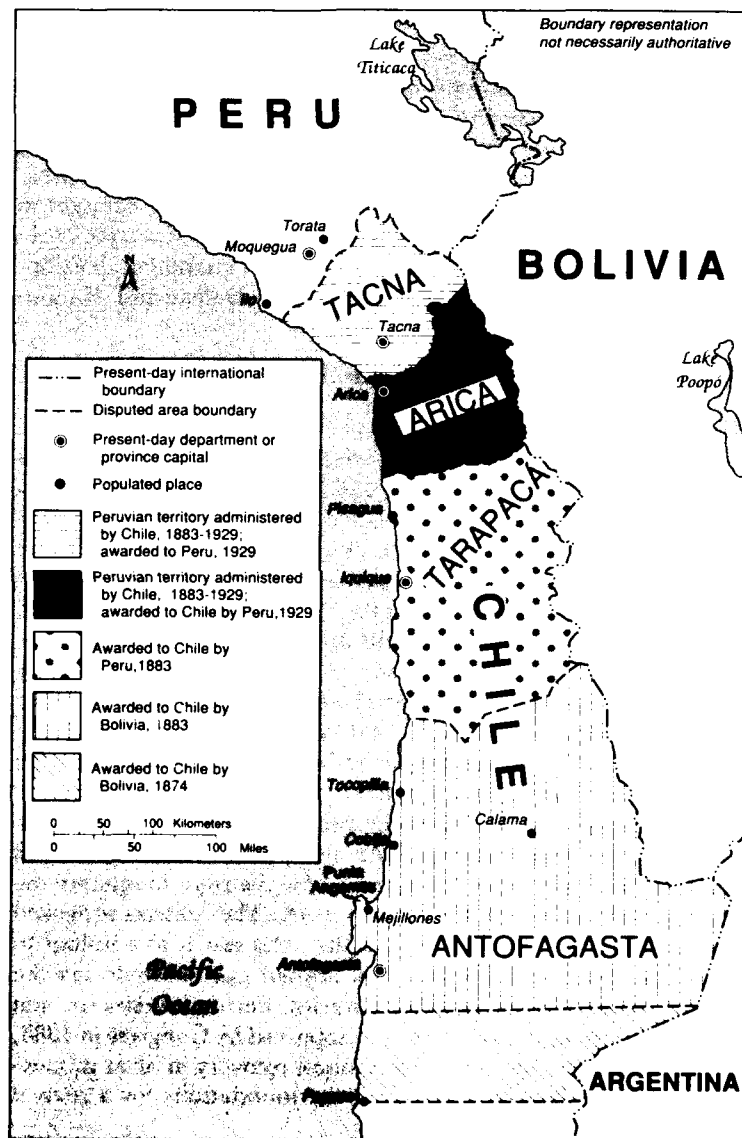 Boundary representation
not necessarily authoritative
Lake
Titicaca
PERU
Torata
Moquegua
BOLIVIA
N
TACNA
Ilo
Tacna
Lake
Poopó
Arica
ARICA
Present-day international
boundary
Disputed area boundary
Present-day department or
province capital
Populated place
Peruvian territory administered
by Chile, 1883-1929;
awarded to Peru, 1929
Peruvian territory administered
by Chile, 1883-1929;
awarded to Chile by Peru,1929
Awarded to Chile by
Peru,1883
Awarded to Chile by
Bolivia, 1883
Awarded to Chile by
Bolivia, 1874
0 50 100 Kilometers
0 50 100 Miles
Pisagua
TARAPACÁ
Iquique
CHILE
Tocopilla
Cobija
Calama
Punta
Angamos
Mejillones
ANTOFAGASTA
Antofagasta
Pacific
Ocean
ARGENTINA
Paposo